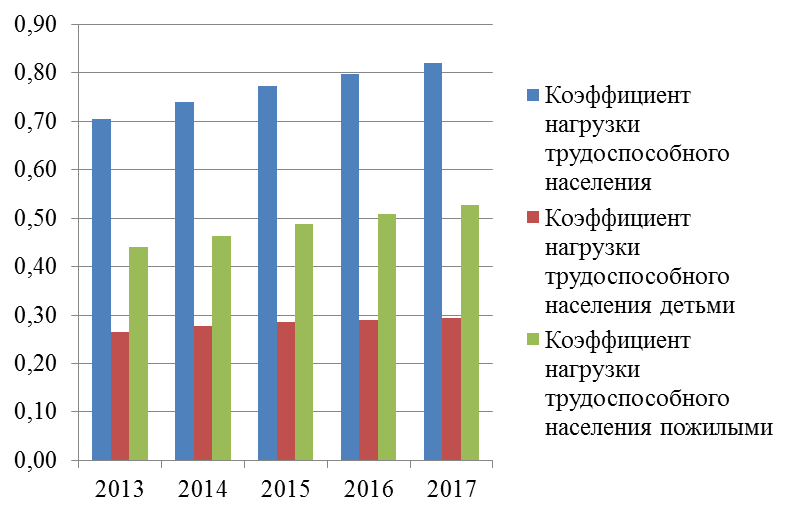 0,90
0,80
0,70
0,60
0,50
0,40
0,30
0,20
0,10
0,00
2013 2014 2015 2016 2017
Коэффициент
нагрузки
трудоспособного
населения
Коэффициент
нагрузки
трудоспособного
населения детьми
Коэффициент
нагрузки
трудоспособного
населения пожилыми